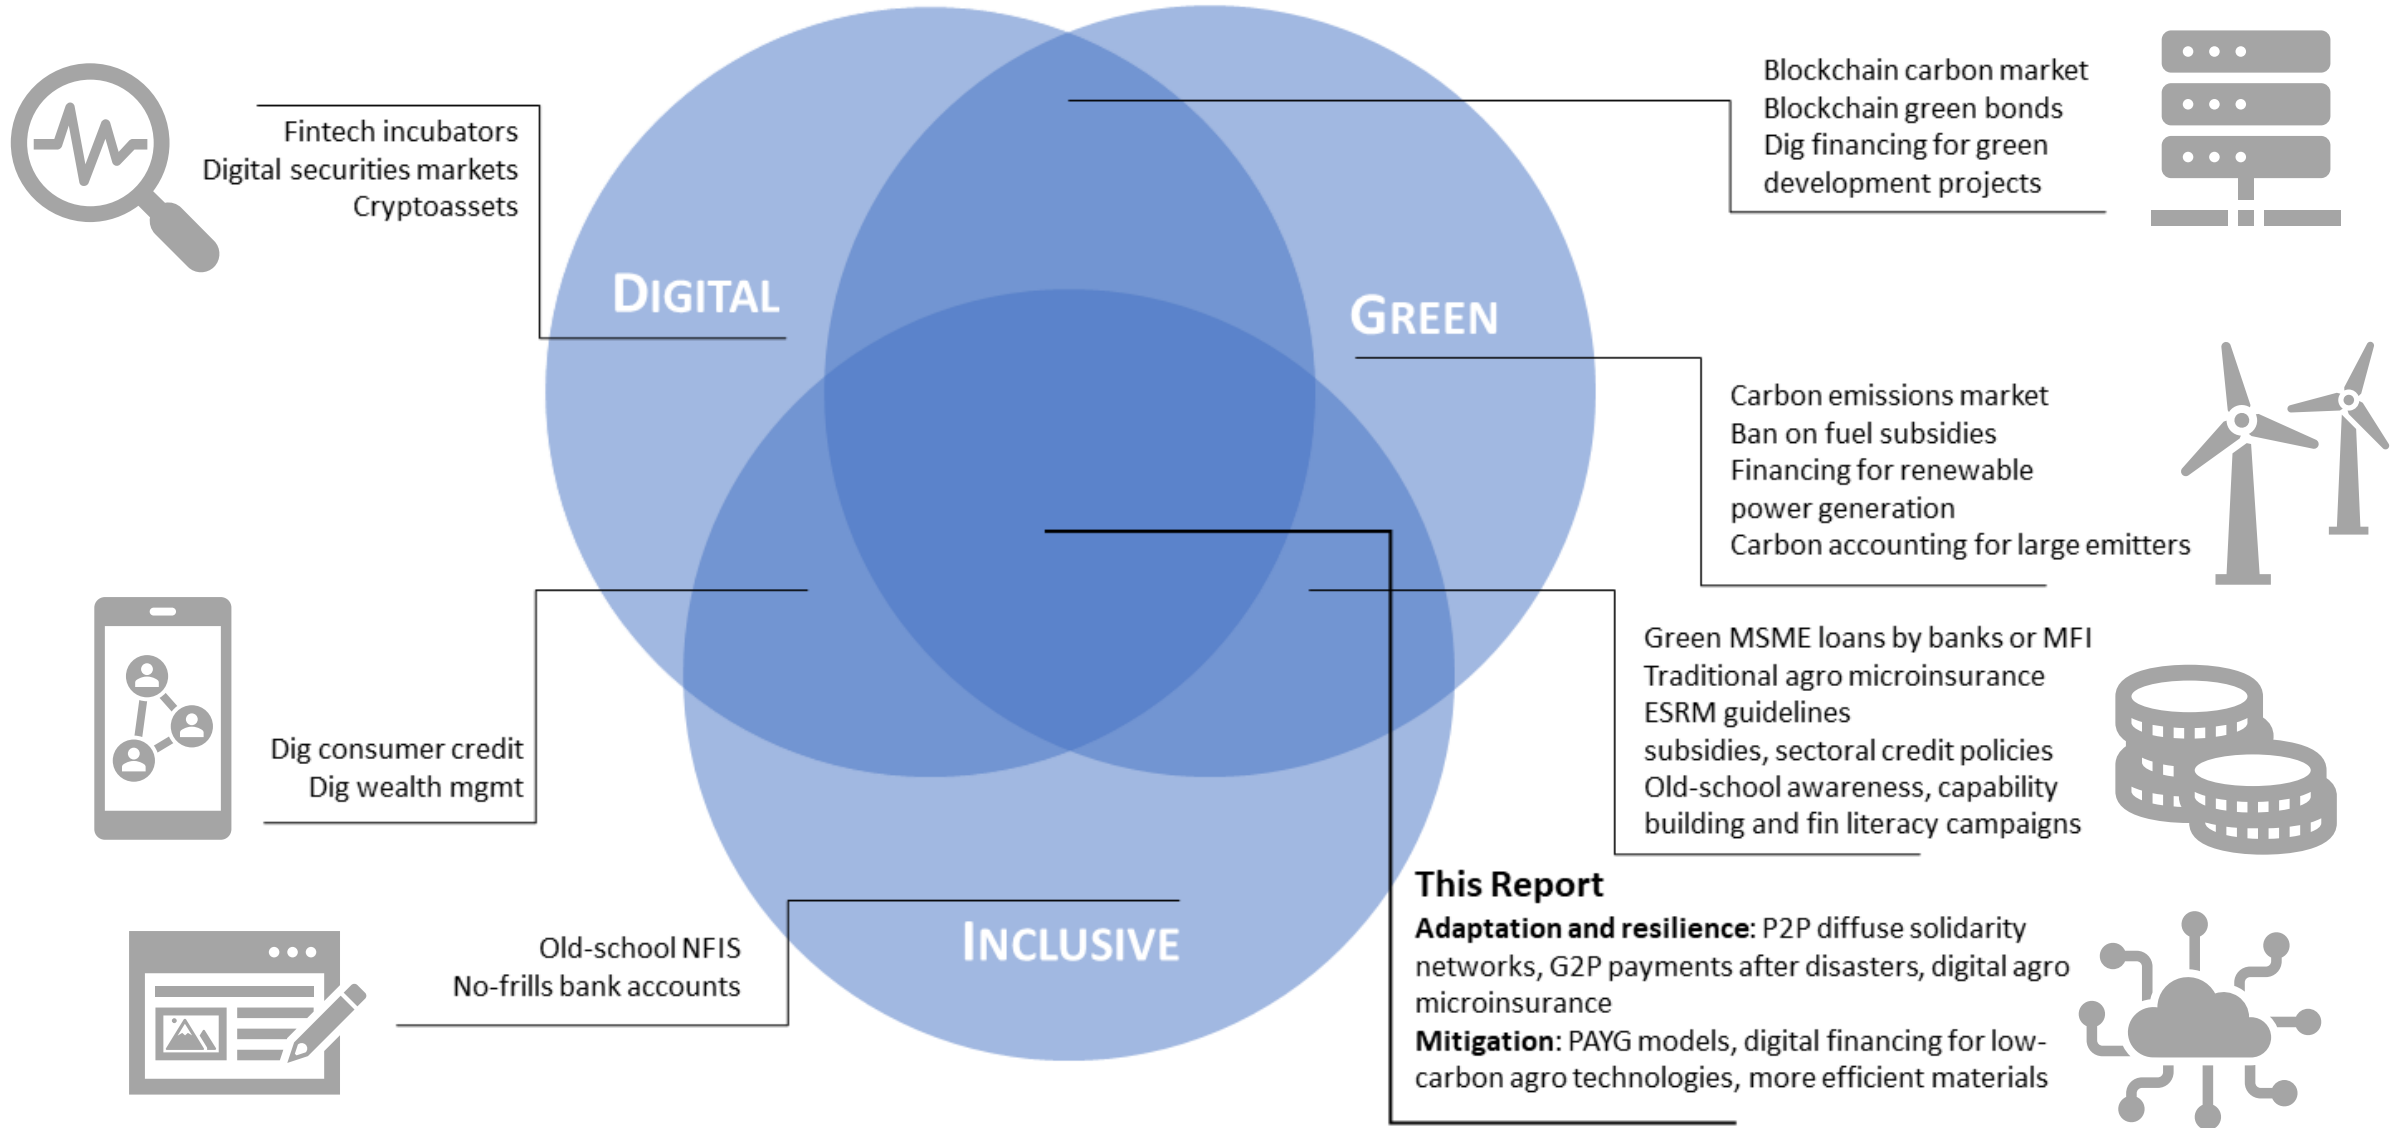 Fintech incubators
Digital securities markets
Cryptoassets
DIGITAL
GREEN
Blockchain carbon market
Blockchain green bonds
Dig financing for green
development projects
Carbon emissions market
Ban on fuel subsidies
Financing for renewable
power generation
Carbon accounting for large emitters
Dig consumer credit
Dig wealth mgmt
Green MSME loans by banks or MFI
Traditional agro microinsurance
ESRM guidelines
subsidies, sectoral credit policies
Old-school awareness, capability
building and fin literacy campaigns
Old-school NFIS
No-frills bank accounts
INCLUSIVE
This Report
Adaptation and resilience: P2P diffuse solidarity
networks, G2P payments after disasters, digital agro
microinsurance
Mitigation: PAYG models, digital financing for low-
carbon agro technologies, more efficient materials